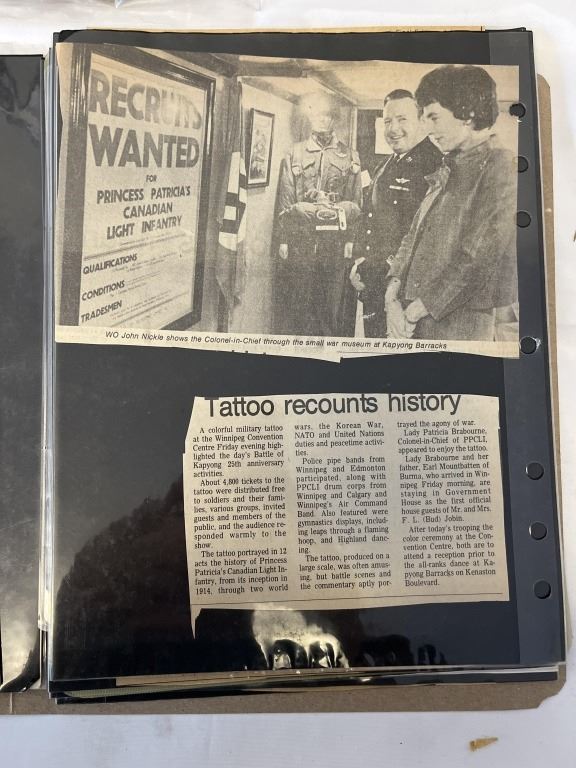 RECRUITS
WANTED
FOR
PRINCESS PATRICIA'S
CANADIAN
LIGHT INFANTRY
QUALIFICATIONS
CONDITIONS
TRADESMEN
WO John Nickle shows the Colonel-in-Chief through the small war museum at Kapyong Barracks
Tattoo recounts history
A colorful military tattoo
at the Winnipeg Convention
Centre Friday evening high-
lighted the day's Battle of
Kapyong 25th anniversary
activities.
About 4,800 tickets to the
tattoo were distributed free
to soldiers and their fami-
lies, various groups, invited
guests and members of the
public, and the audience re-
sponded warmly to the
show.
The tattoo portrayed in 12
acts the history of Princess
Patricia's Canadian Light In-
fantry, from its inception in
1914, through two world
wars, the Korean War,
NATO and United Nations
duties and peacetime activi-
ties.
Police pipe bands from
Winnipeg and Edmonton
participated, along with
PPCLI drum corps from
Winnipeg and Calgary and
Winnipeg's Air Command
Band. Also featured were
gymnastics displays, includ-
ing leaps through a flaming
hoop, and Highland danc-
ing.
The tattoo, produced on a
large scale, was often amus-
ing, but battle scenes and
the commentary aptly por-
trayed the agony of war.
Lady Patricia Brabourne,
Colonel-in-Chief of PPCLI,
appeared to enjoy the tattoo.
Lady Brabourne and her
father, Earl Mountbatten of
Burma, who arrived in Win-
nipeg Friday morning, are
staying in Government
House as the first official
house guests of Mr. and Mrs.
F. L. (Bud) Jobin.
After today's trooping the
color ceremony at the Con-
vention Centre, both are to
attend a reception prior to
the all-ranks dance at Ka-
pyong Barracks on Kenaston
Boulevard.